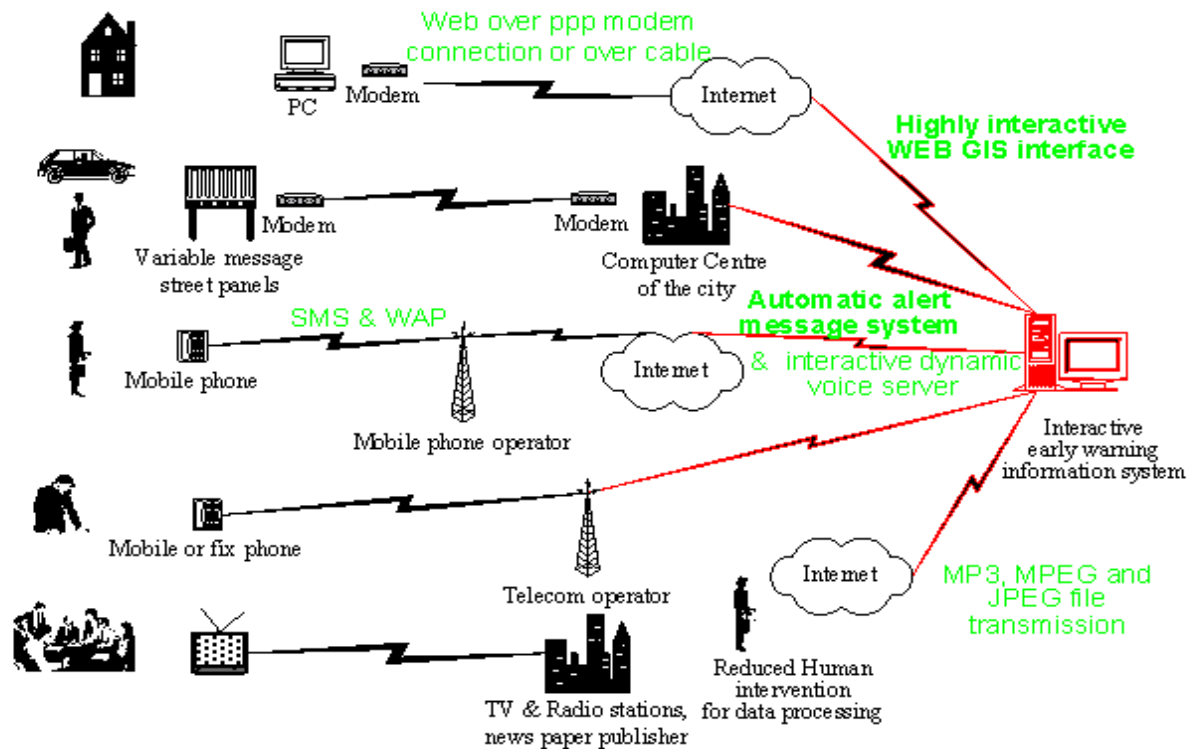 Web over ppp modem
connection or over cable
PC
Modem
Internet
Highly interactive
WEB GIS interface
Modem
Modem
Variable message
street panels
Computer Centre
of the city
SMS & WAP
Automatic alert
message system
& interactive dynamic
voice server
Mobile phone
Internet
Mobile phone operator
Interactive
early warning
information system
Mobile or fix phone
Telecom operator
Internet
MP3, MPEG and
JPEG file
transmission
Reduced Human
intervention
for data processing
TV & Radio stations,
news paper publisher